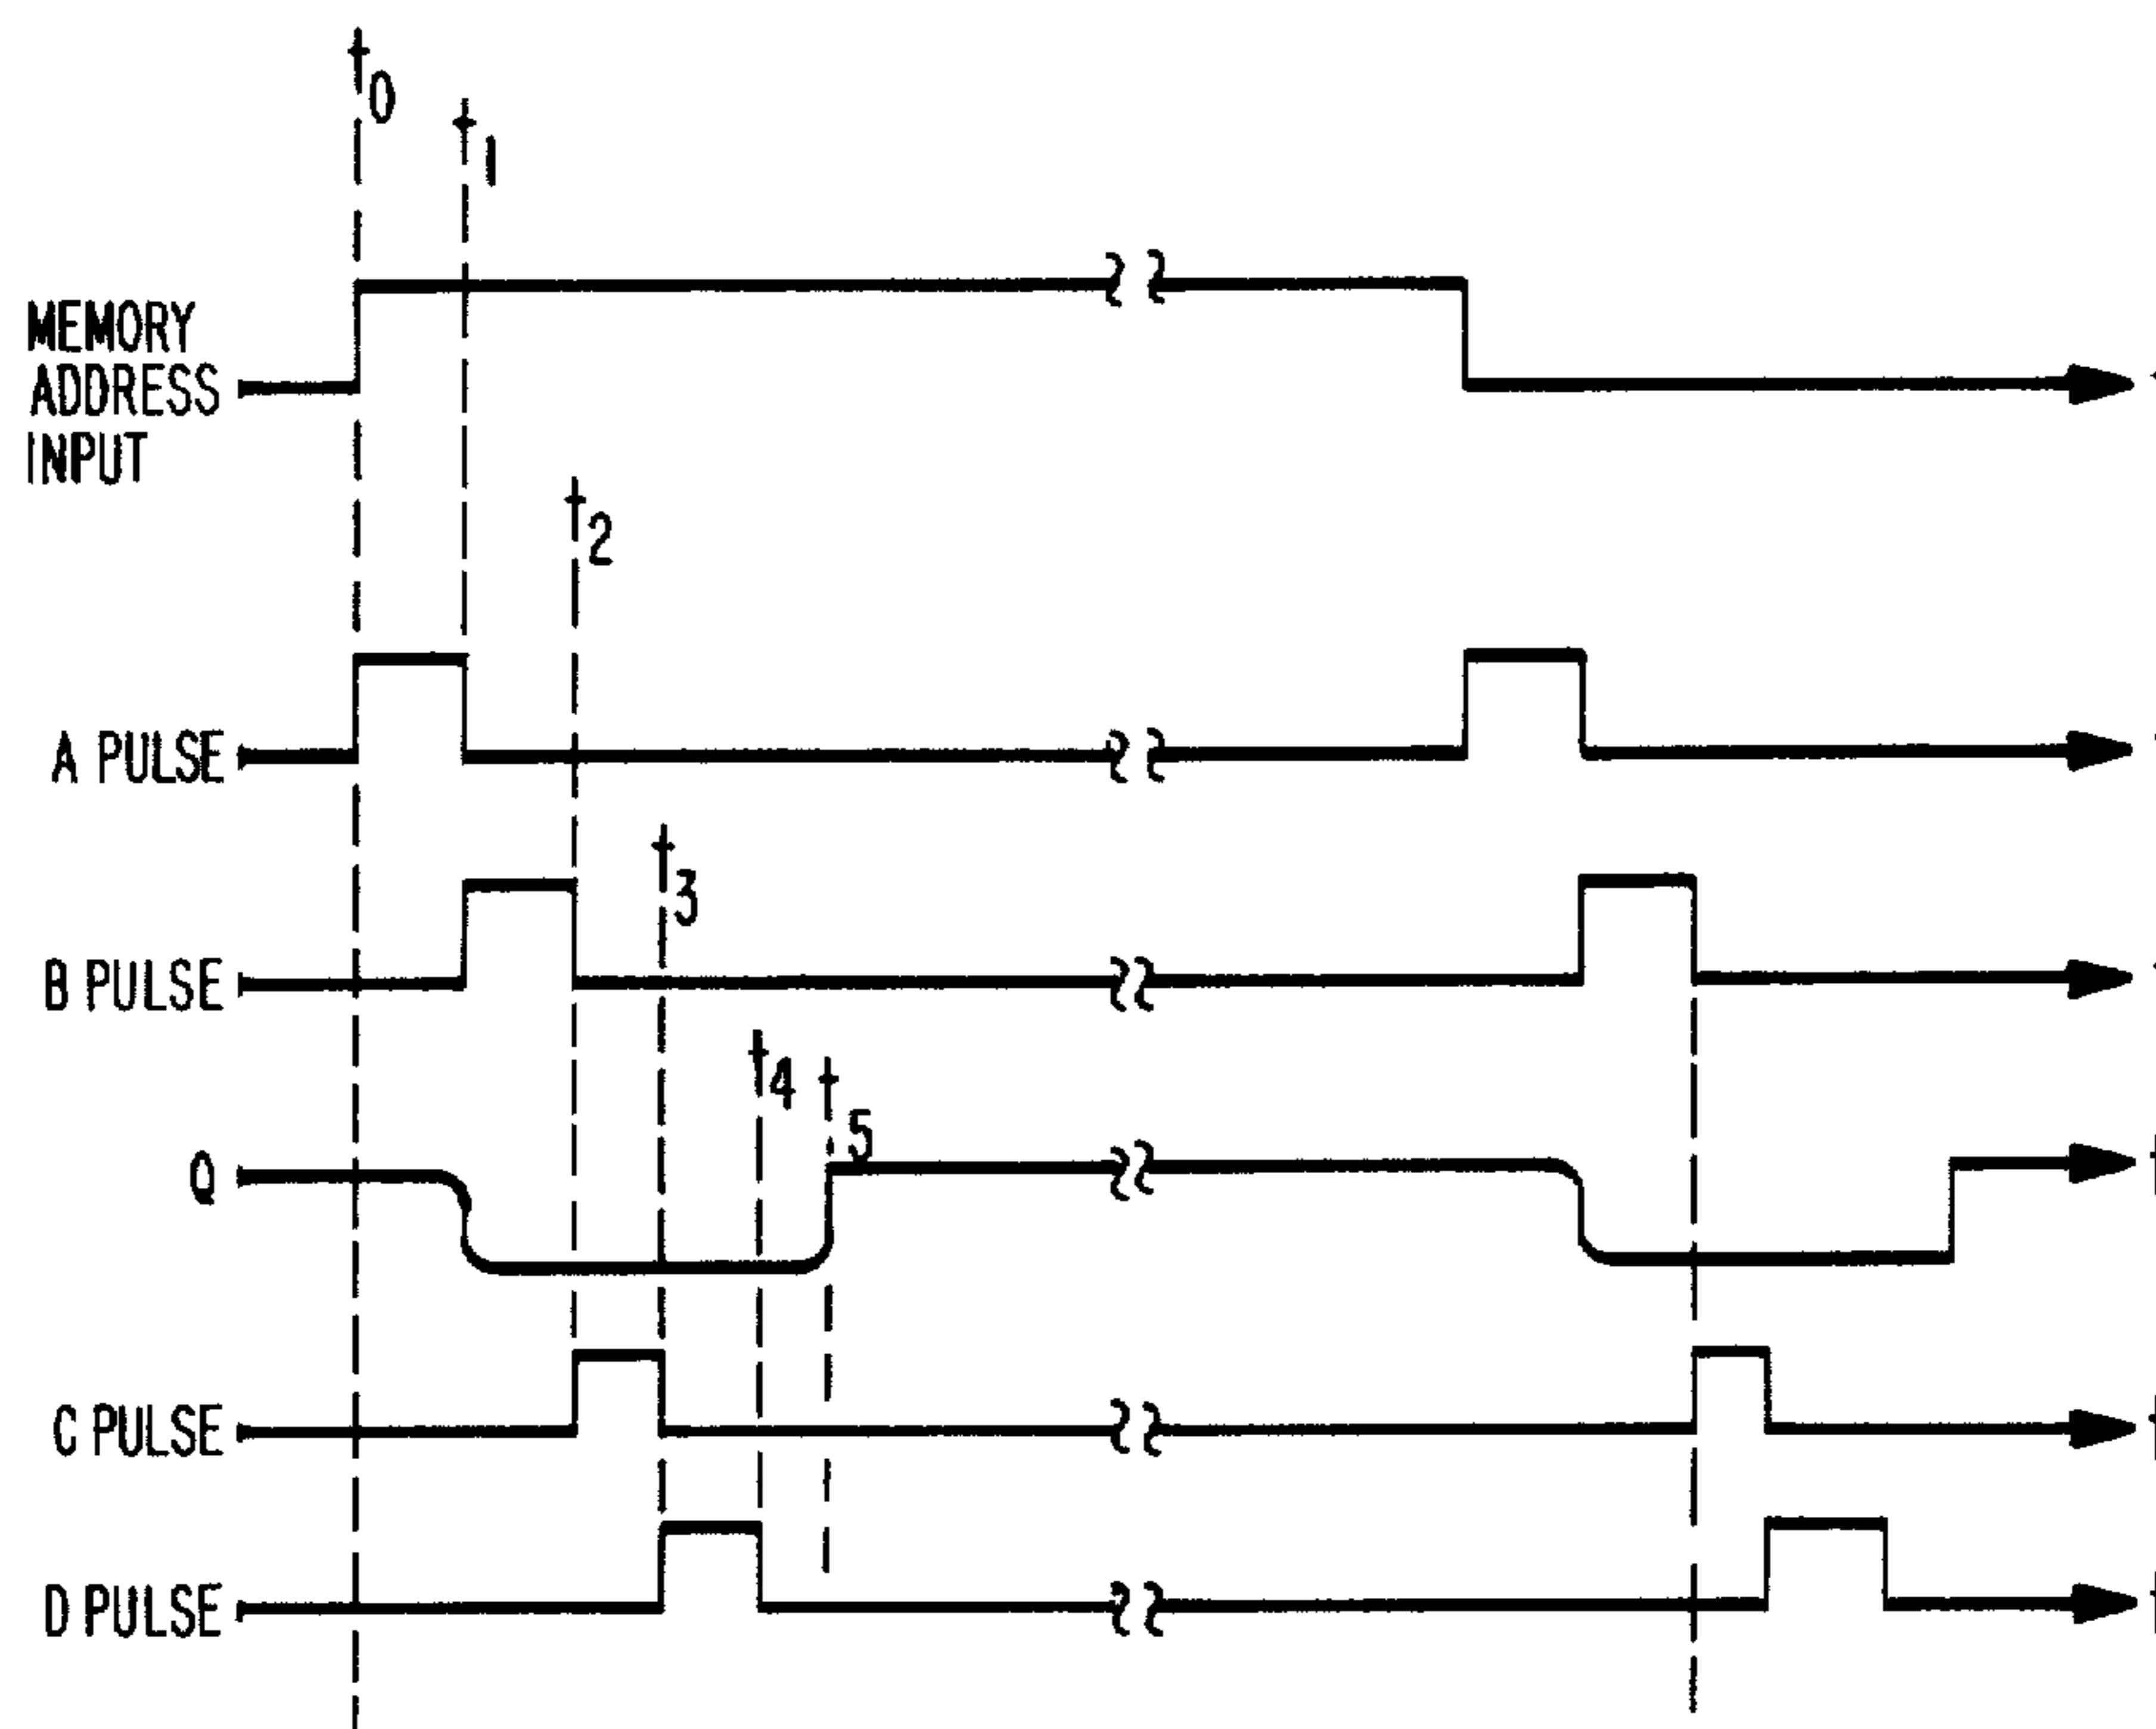 t0
t1
MEMORY
ADDRESS
INPUT
t2
A PULSE
t3
B PULSE
t4
t5
Q
C PULSE
D PULSE